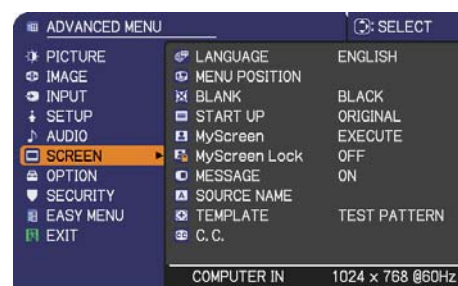 ADVANCED MENU
: SELECT
PICTURE
IMAGE
INPUT
SETUP
AUDIO
SCREEN
OPTION
SECURITY
EASY MENU
EXIT
LANGUAGE ENGLISH
MENU POSITION
BLANK BLACK
START UP ORIGINAL
MyScreen EXECUTE
MyScreen Lock OFF
MESSAGE ON
SOURCE NAME
TEMPLATE TEST PATTERN
C.C.
COMPUTER IN 1024 x 768 @60Hz